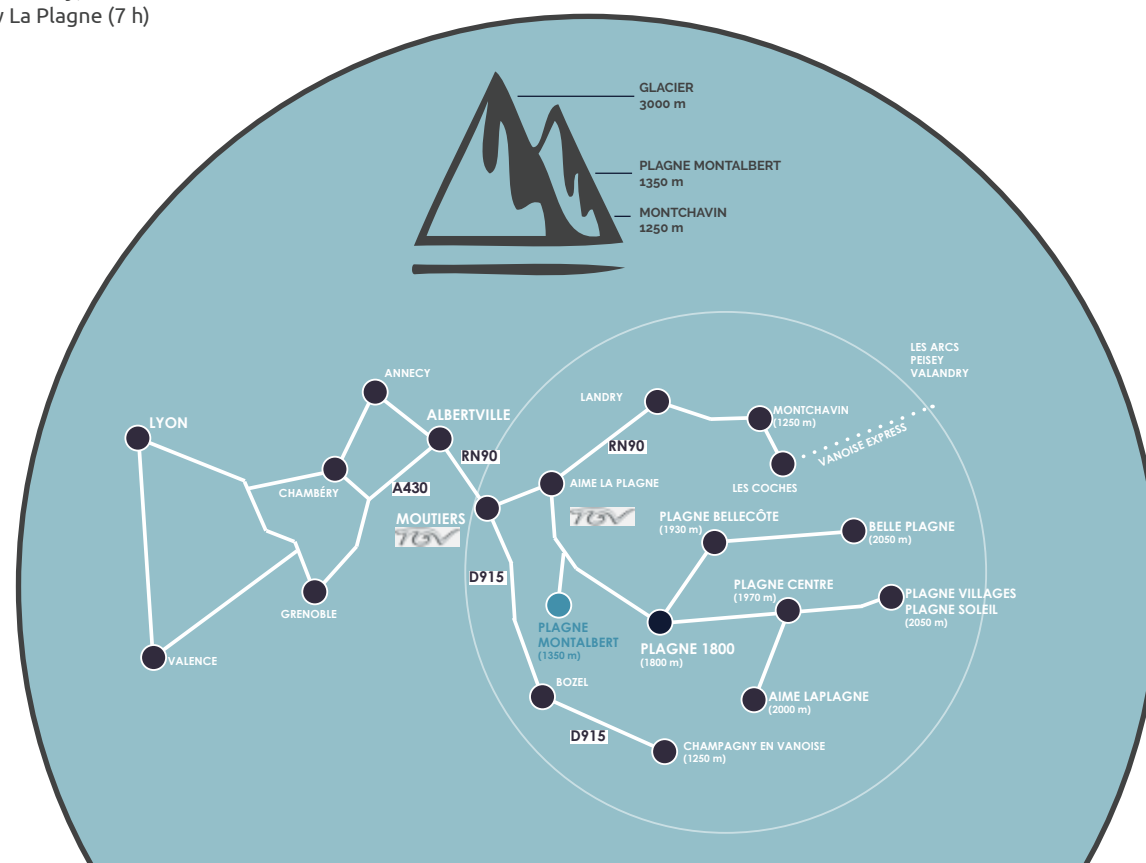 y La Plagne (7 h)
GLACIER
3000 m
PLAGNE MONTALBERT
1350 m
MONTCHAVIN
1250 m
LES ARCS
PEISEY
VALANDRY
ANNECY
LYON
ALBERTVILLE
LANDRY
MONTCHAVIN
(1250 m)
VANOISE EXPRESS
RN90
RN90
CHAMBÉRY
A430
AIME LA PLAGNE
LES COCHES
MOUTIERS
TGV
TGV
PLAGNE BELLECÔTE
(1930 m)
BELLE PLAGNE
(2050 m)
D915
PLAGNE CENTRE
(1970 m)
PLAGNE VILLAGES
PLAGNE SOLEIL
(2050 m)
GRENOBLE
PLAGNE
MONTALBERT
(1350 m)
PLAGNE 1800
(1800 m)
VALENCE
BOZEL
AIME LAPLAGNE
(2000 m)
D915
CHAMPAGNY EN VANOISE
(1250 m)